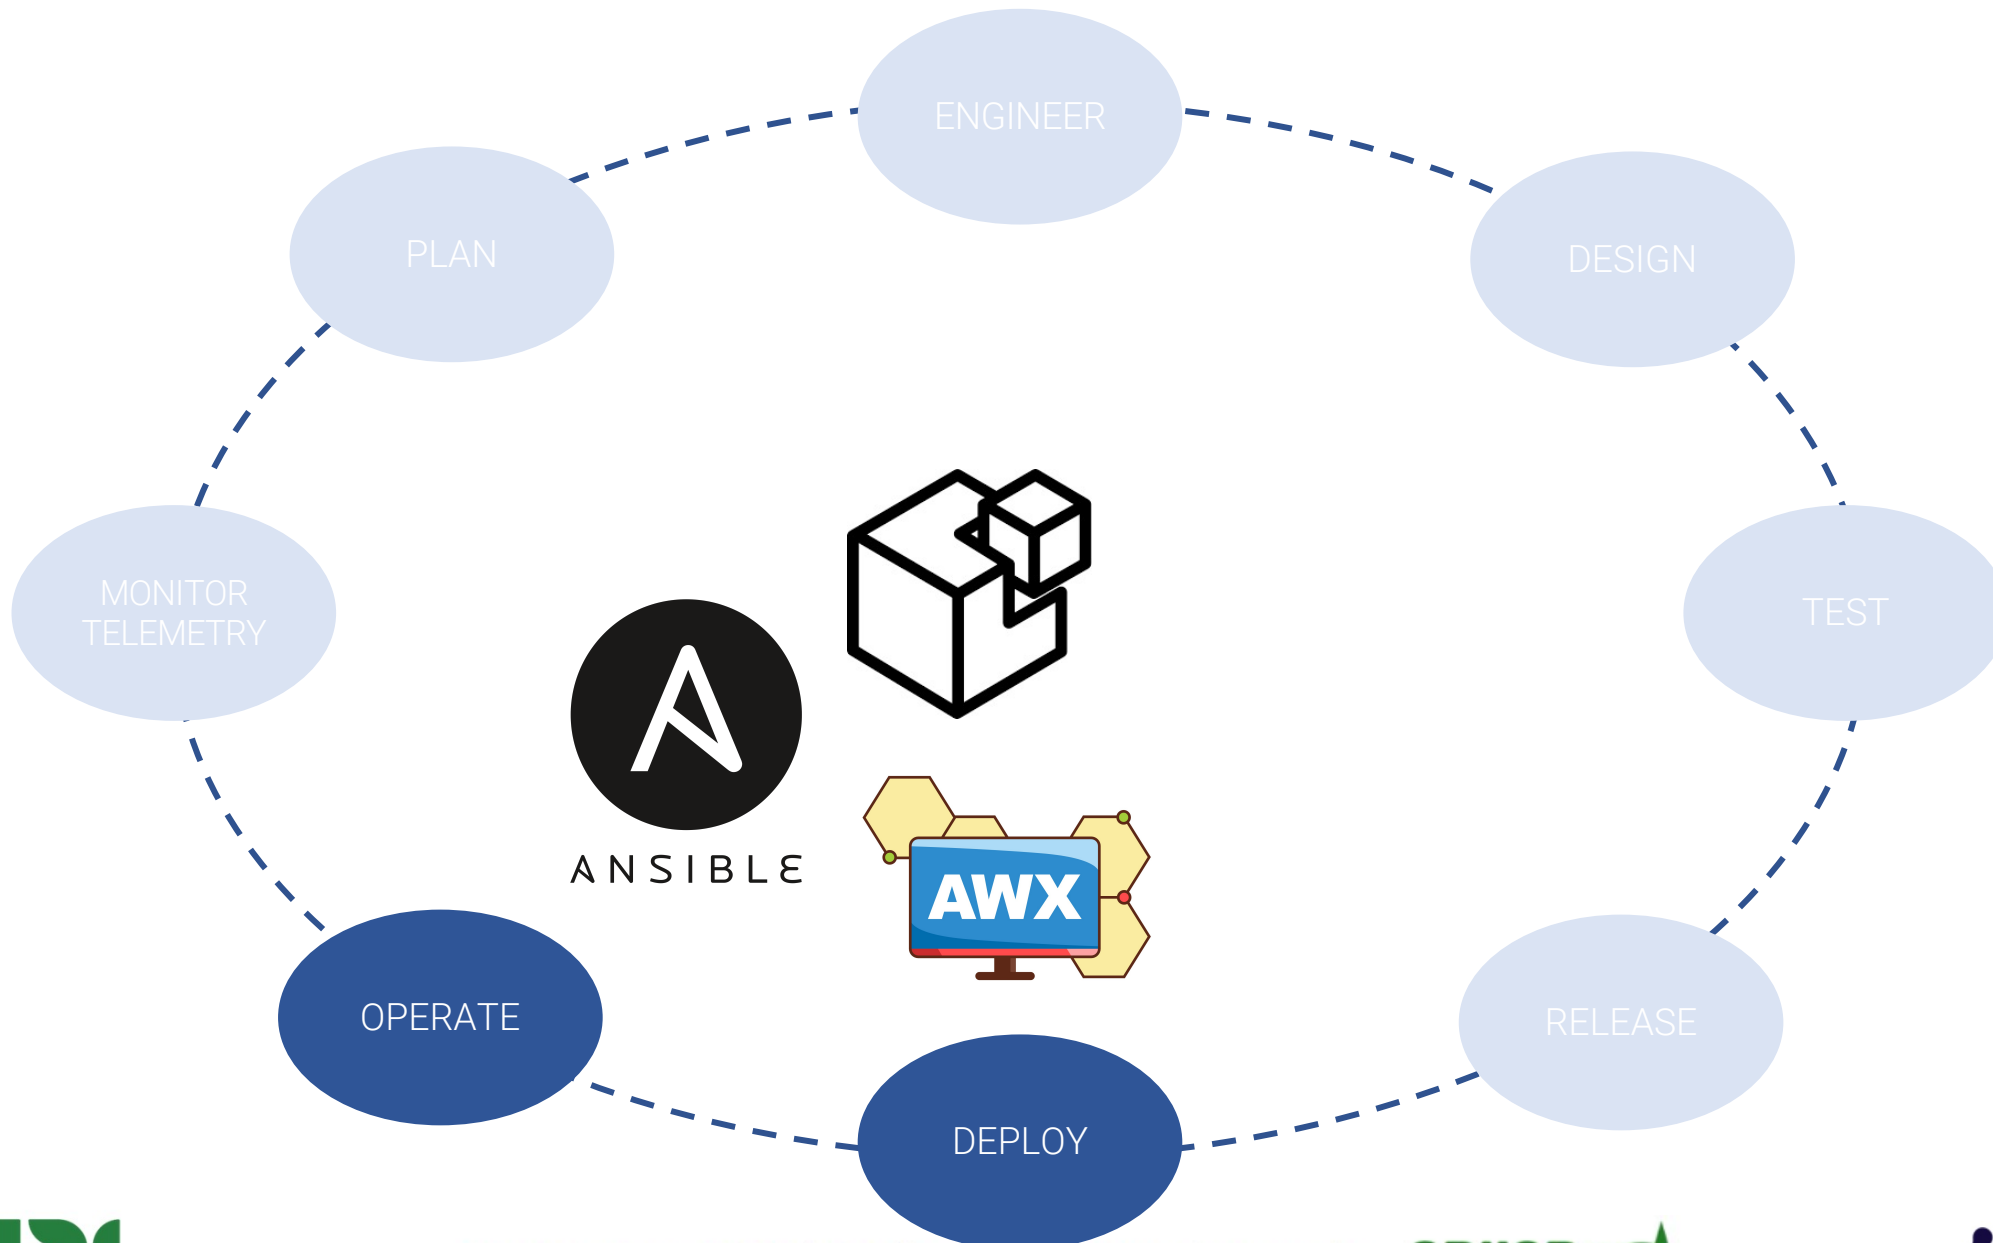 ENGINEER
PLAN
DESIGN
MONITOR
TELEMETRY
TEST
ANSIBLE
AWX
OPERATE
RELEASE
DEPLOY